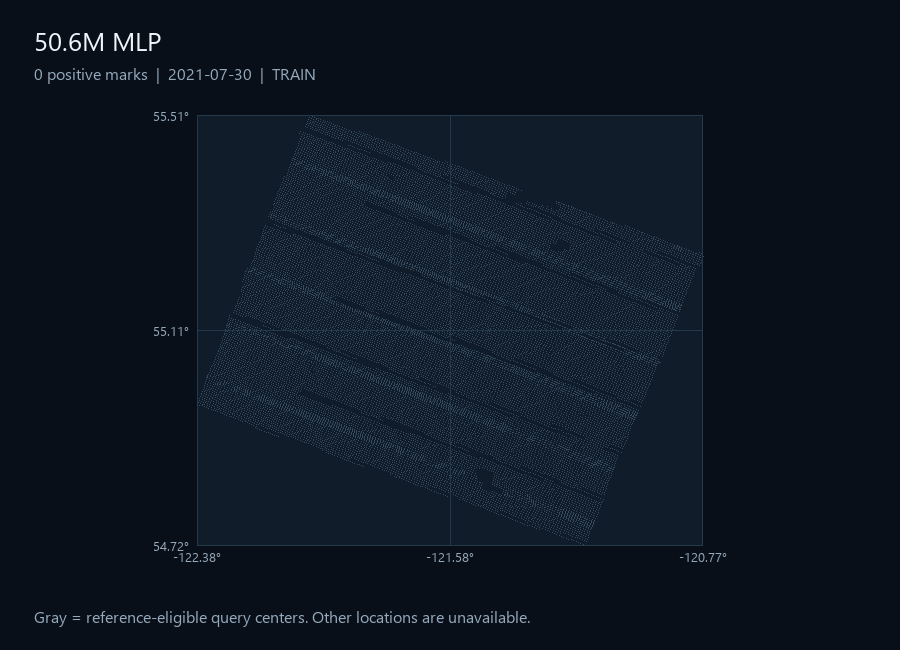 50.6M MLP
0 positive marks | 2021-07-30 | TRAIN
55.51°
55.11°
54.72°
-122.38°
-121.58°
-120.77°
Gray = reference-eligible query centers. Other locations are unavailable.